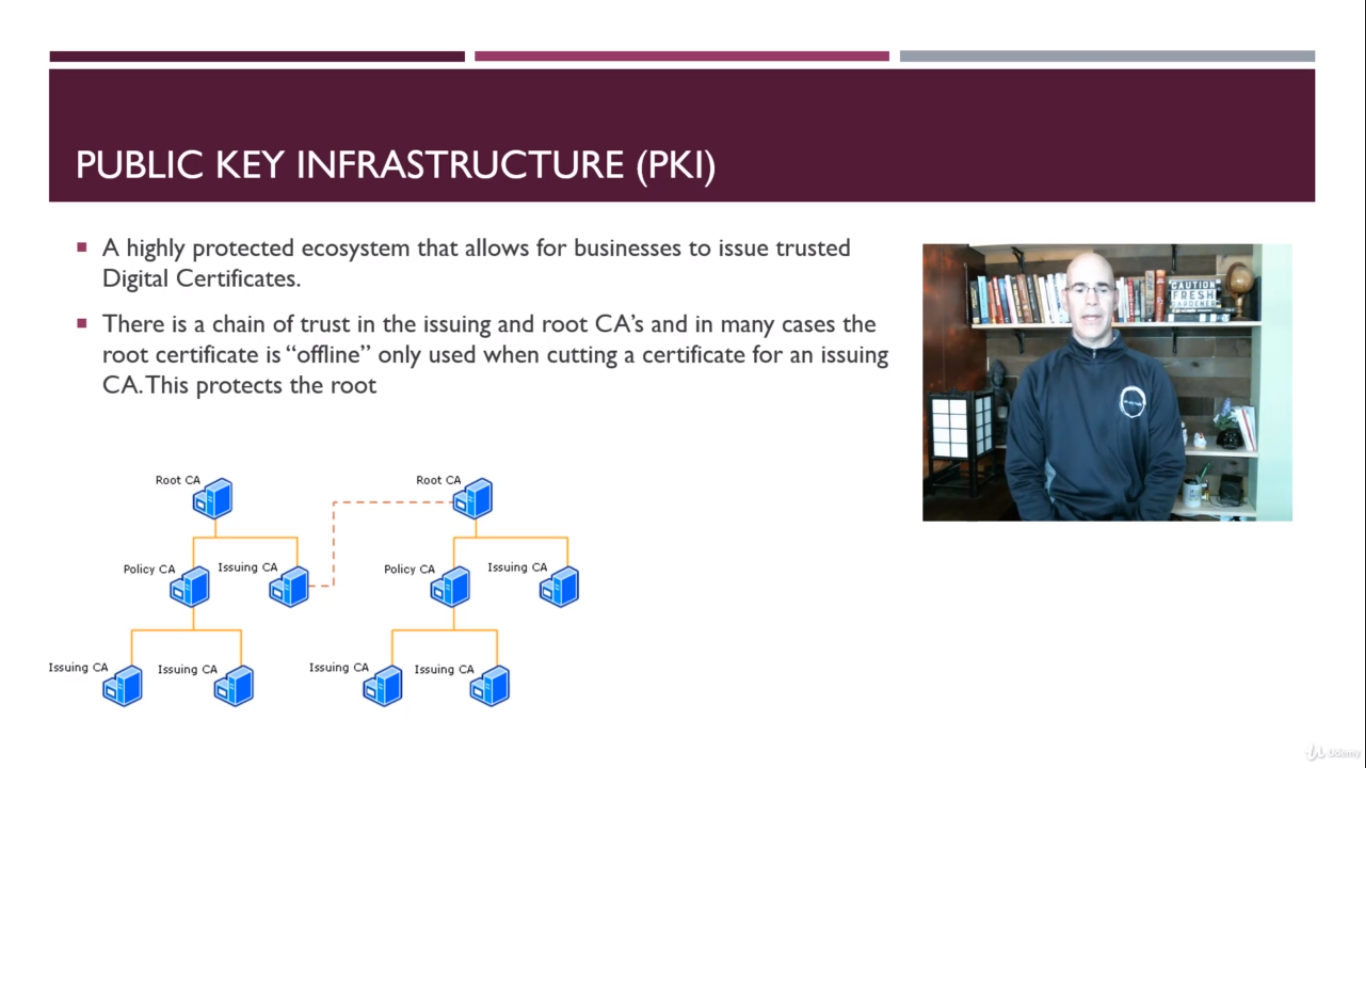 PUBLIC KEY INFRASTRUCTURE (PKI)
A highly protected ecosystem that allows for businesses to issue trusted
Digital Certificates.
There is a chain of trust in the issuing and root CA's and in many cases the
root certificate is “offline” only used when cutting a certificate for an issuing
CA. This protects the root
CAUTION
FRESH
GARDENER
Root CA
Root CA
Policy CA
Issuing CA
Policy CA
Issuing CA
Issuing CA
Issuing CA
Issuing CA
Issuing CA
Udemy